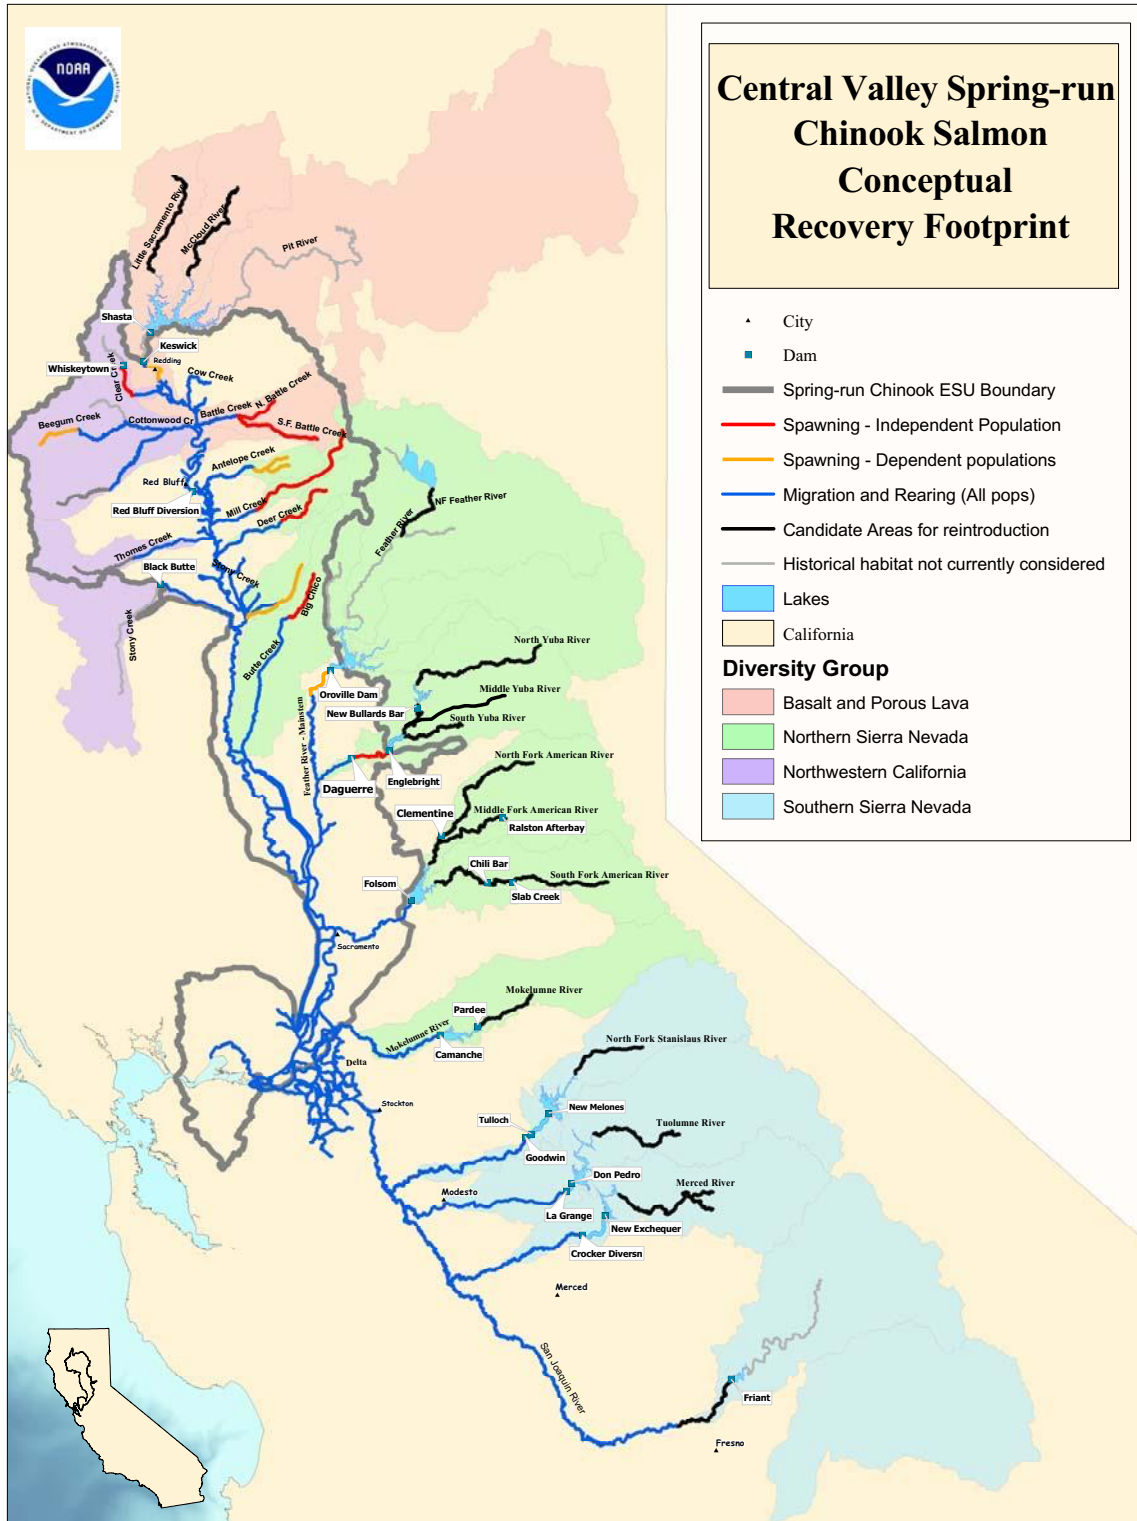 NOAA
NATIONAL OCEANIC AND ATMOSPHERIC ADMINISTRATION
U.S. DEPARTMENT OF COMMERCE
Central Valley Spring-run
Chinook Salmon
Conceptual
Recovery Footprint
City
Dam
Spring-run Chinook ESU Boundary
Spawning - Independent Population
Spawning - Dependent populations
Migration and Rearing (All pops)
Candidate Areas for reintroduction
Historical habitat not currently considered
Lakes
California
Diversity Group
Basalt and Porous Lava
Northern Sierra Nevada
Northwestern California
Southern Sierra Nevada
Little Sacramento River
McCloud River
Pit River
Shasta
Keswick
Redding
Whiskeytown
Clear Creek
Cow Creek
Battle Creek
N. Battle Creek
S.F. Battle Creek
Beegum Creek
Cottonwood Cr
Antelope Creek
Red Bluff
Red Bluff Diversion
Mill Creek
Deer Creek
NF Feather River
Feather River
Thomes Creek
Black Butte
Stony Creek
Big Chico
Stony Creek
Butte Creek
North Yuba River
Oroville Dam
Middle Yuba River
New Bullards Bar
South Yuba River
Feather River - Mainstem
North Fork American River
Englebright
Daguerre
Clementine
Middle Fork American River
Ralston Afterbay
Chili Bar
South Fork American River
Folsom
Slab Creek
Sacramento
Mokelumne River
Pardee
Mokelumne River
Camanche
Delta
North Fork Stanislaus River
Stockton
New Melones
Tulloch
Tuolumne River
Goodwin
Don Pedro
Modesto
Merced River
La Grange
New Exchequer
Crocker Diversn
Merced
San Joaquin River
Friant
Fresno